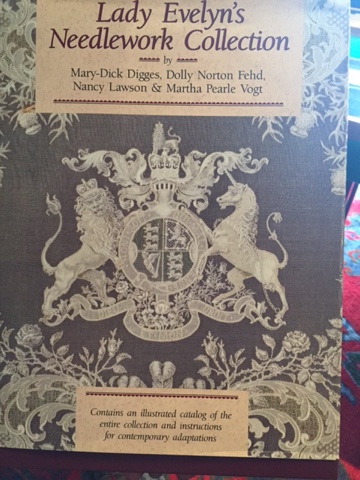 Lady Evelyn's
Needlework Collection
by
Mary-Dick Digges, Dolly Norton Fehd,
Nancy Lawson & Martha Pearle Vogt
Contains an illustrated catalog of the
entire collection and instructions
for contemporary adaptations